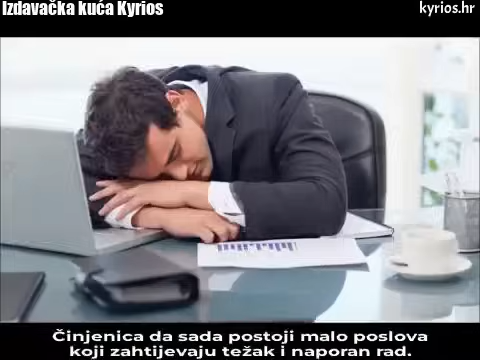 Izdavačka kuća Kyrios
kyrios.hr
Činjenica da sada postoji malo poslova
koji zahtijevaju težak i naporan rad.